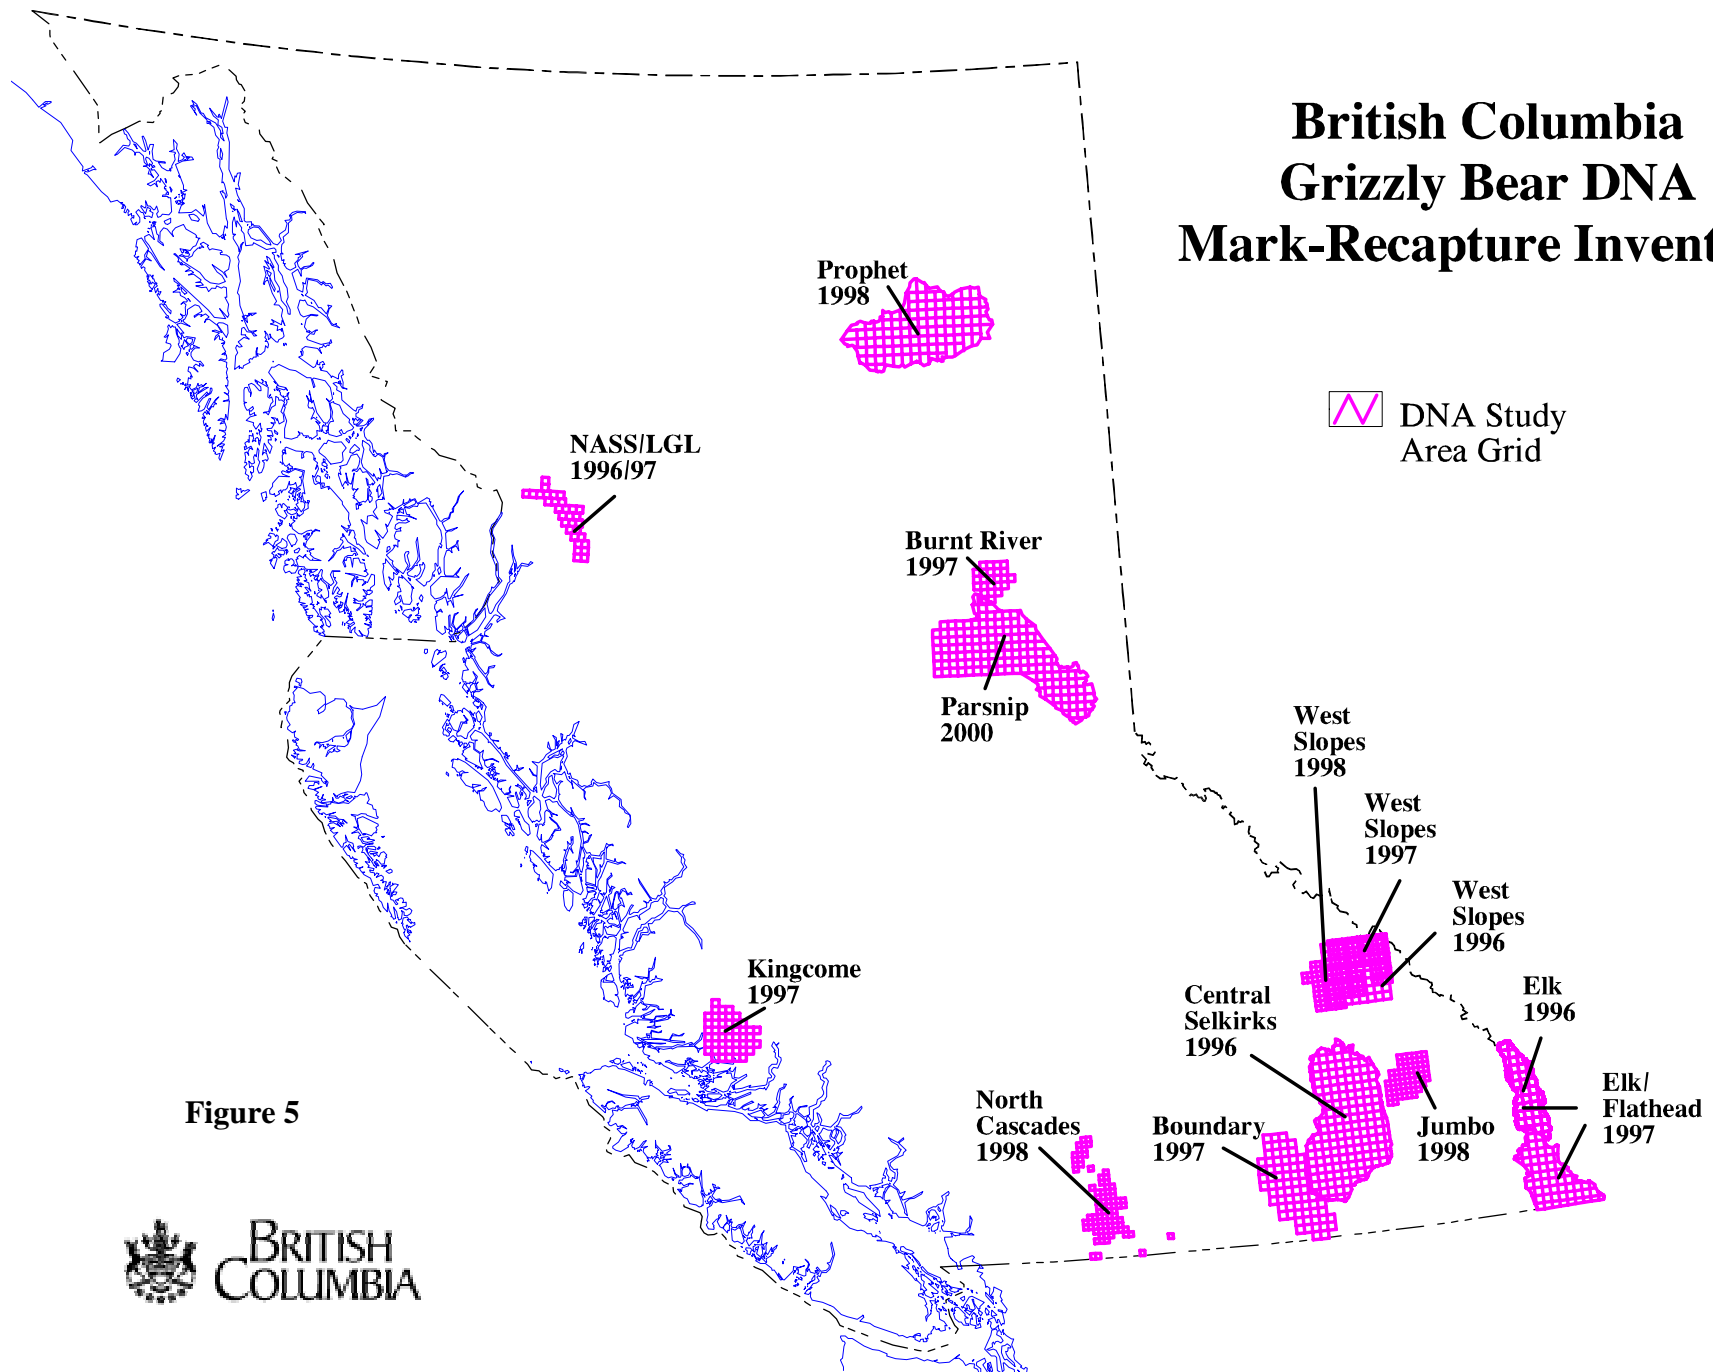 British Columbia
Grizzly Bear DNA
Mark-Recapture Invent
Prophet
1998
DNA Study
Area Grid
NASS/LGL
1996/97
Burnt River
1997
Parsnip
2000
West
Slopes
1998
West
Slopes
1997
West
Slopes
1996
Kingcome
1997
Central
Selkirks
1996
Elk
1996
Elk/
Flathead
1997
North
Cascades
1998
Boundary
1997
Jumbo
1998
Figure 5
BRITISH
COLUMBIA